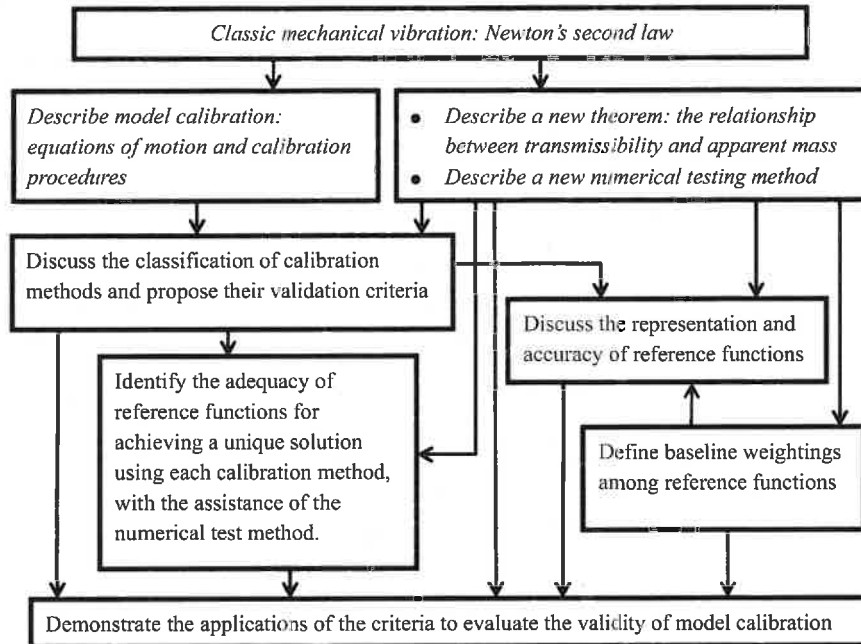 Classic mechanical vibration: Newton's second law
Describe model calibration:
equations of motion and calibration
procedures
• Describe a new theorem: the relationship
between transmissibility and apparent mass
• Describe a new numerical testing method
Discuss the classification of calibration
methods and propose their validation criteria
Discuss the representation and
accuracy of reference functions
Identify the adequacy of
reference functions for
achieving a unique solution
using each calibration method,
with the assistance of the
numerical test method.
Define baseline weightings
among reference functions
Demonstrate the applications of the criteria to evaluate the validity of model calibration